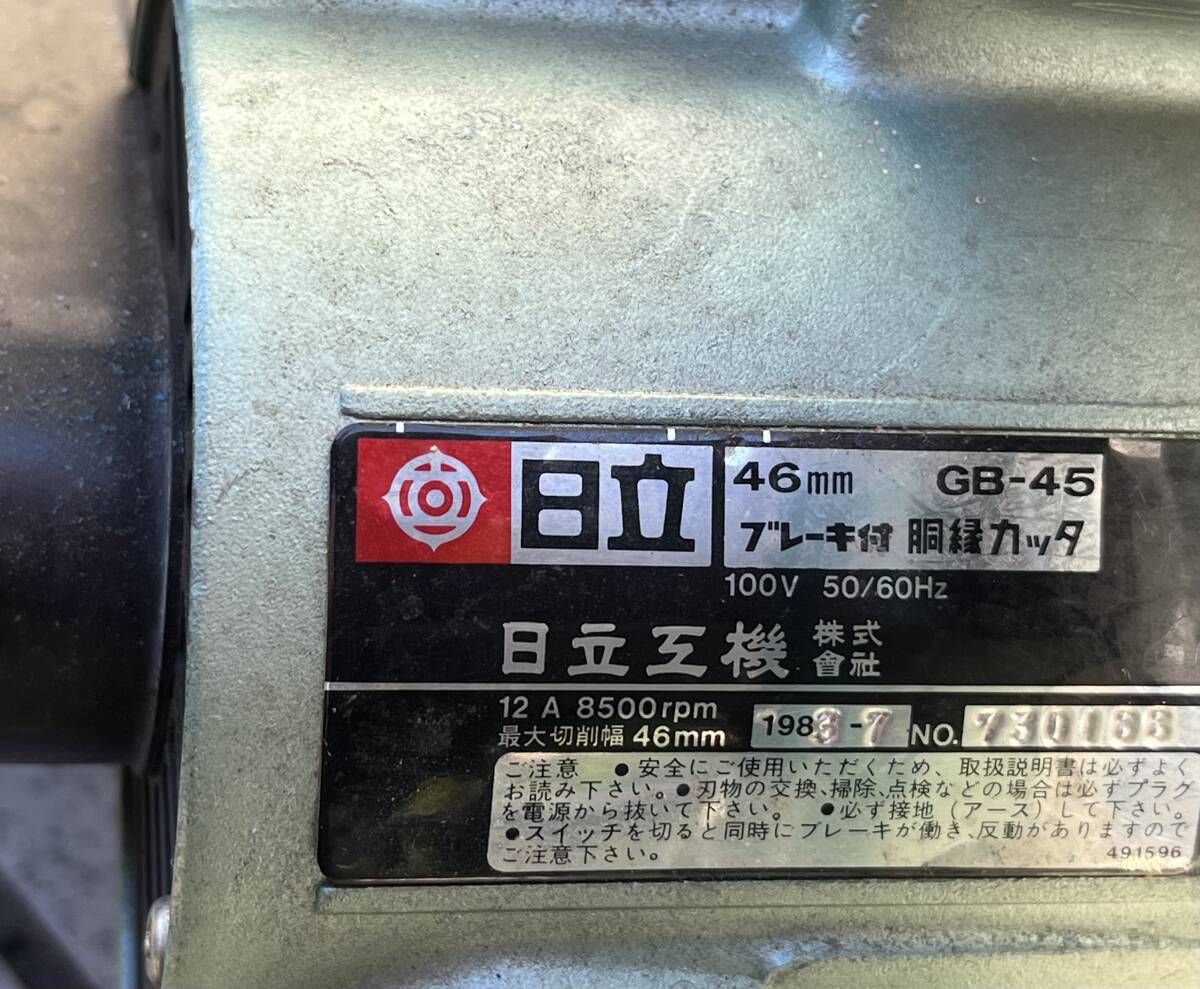 日立
46mm GB-45
ブレーキ付 胴縁カッタ
100V 50/60Hz
日立工機 株式會社
12 A 8500rpm
1983-7 NO.
最大切削幅 46mm
ご注意 ●安全にご使用いただくため、取扱説明書は必ずよく
お読み下さい。●刃物の交換、掃除、点検などの場合は必ずプラグ
を電源から抜いて下さい。 ●必ず接地(アース)して下さい。
●スイッチを切ると同時にブレーキが働き、反動がありますので
ご注意下さい。
491596